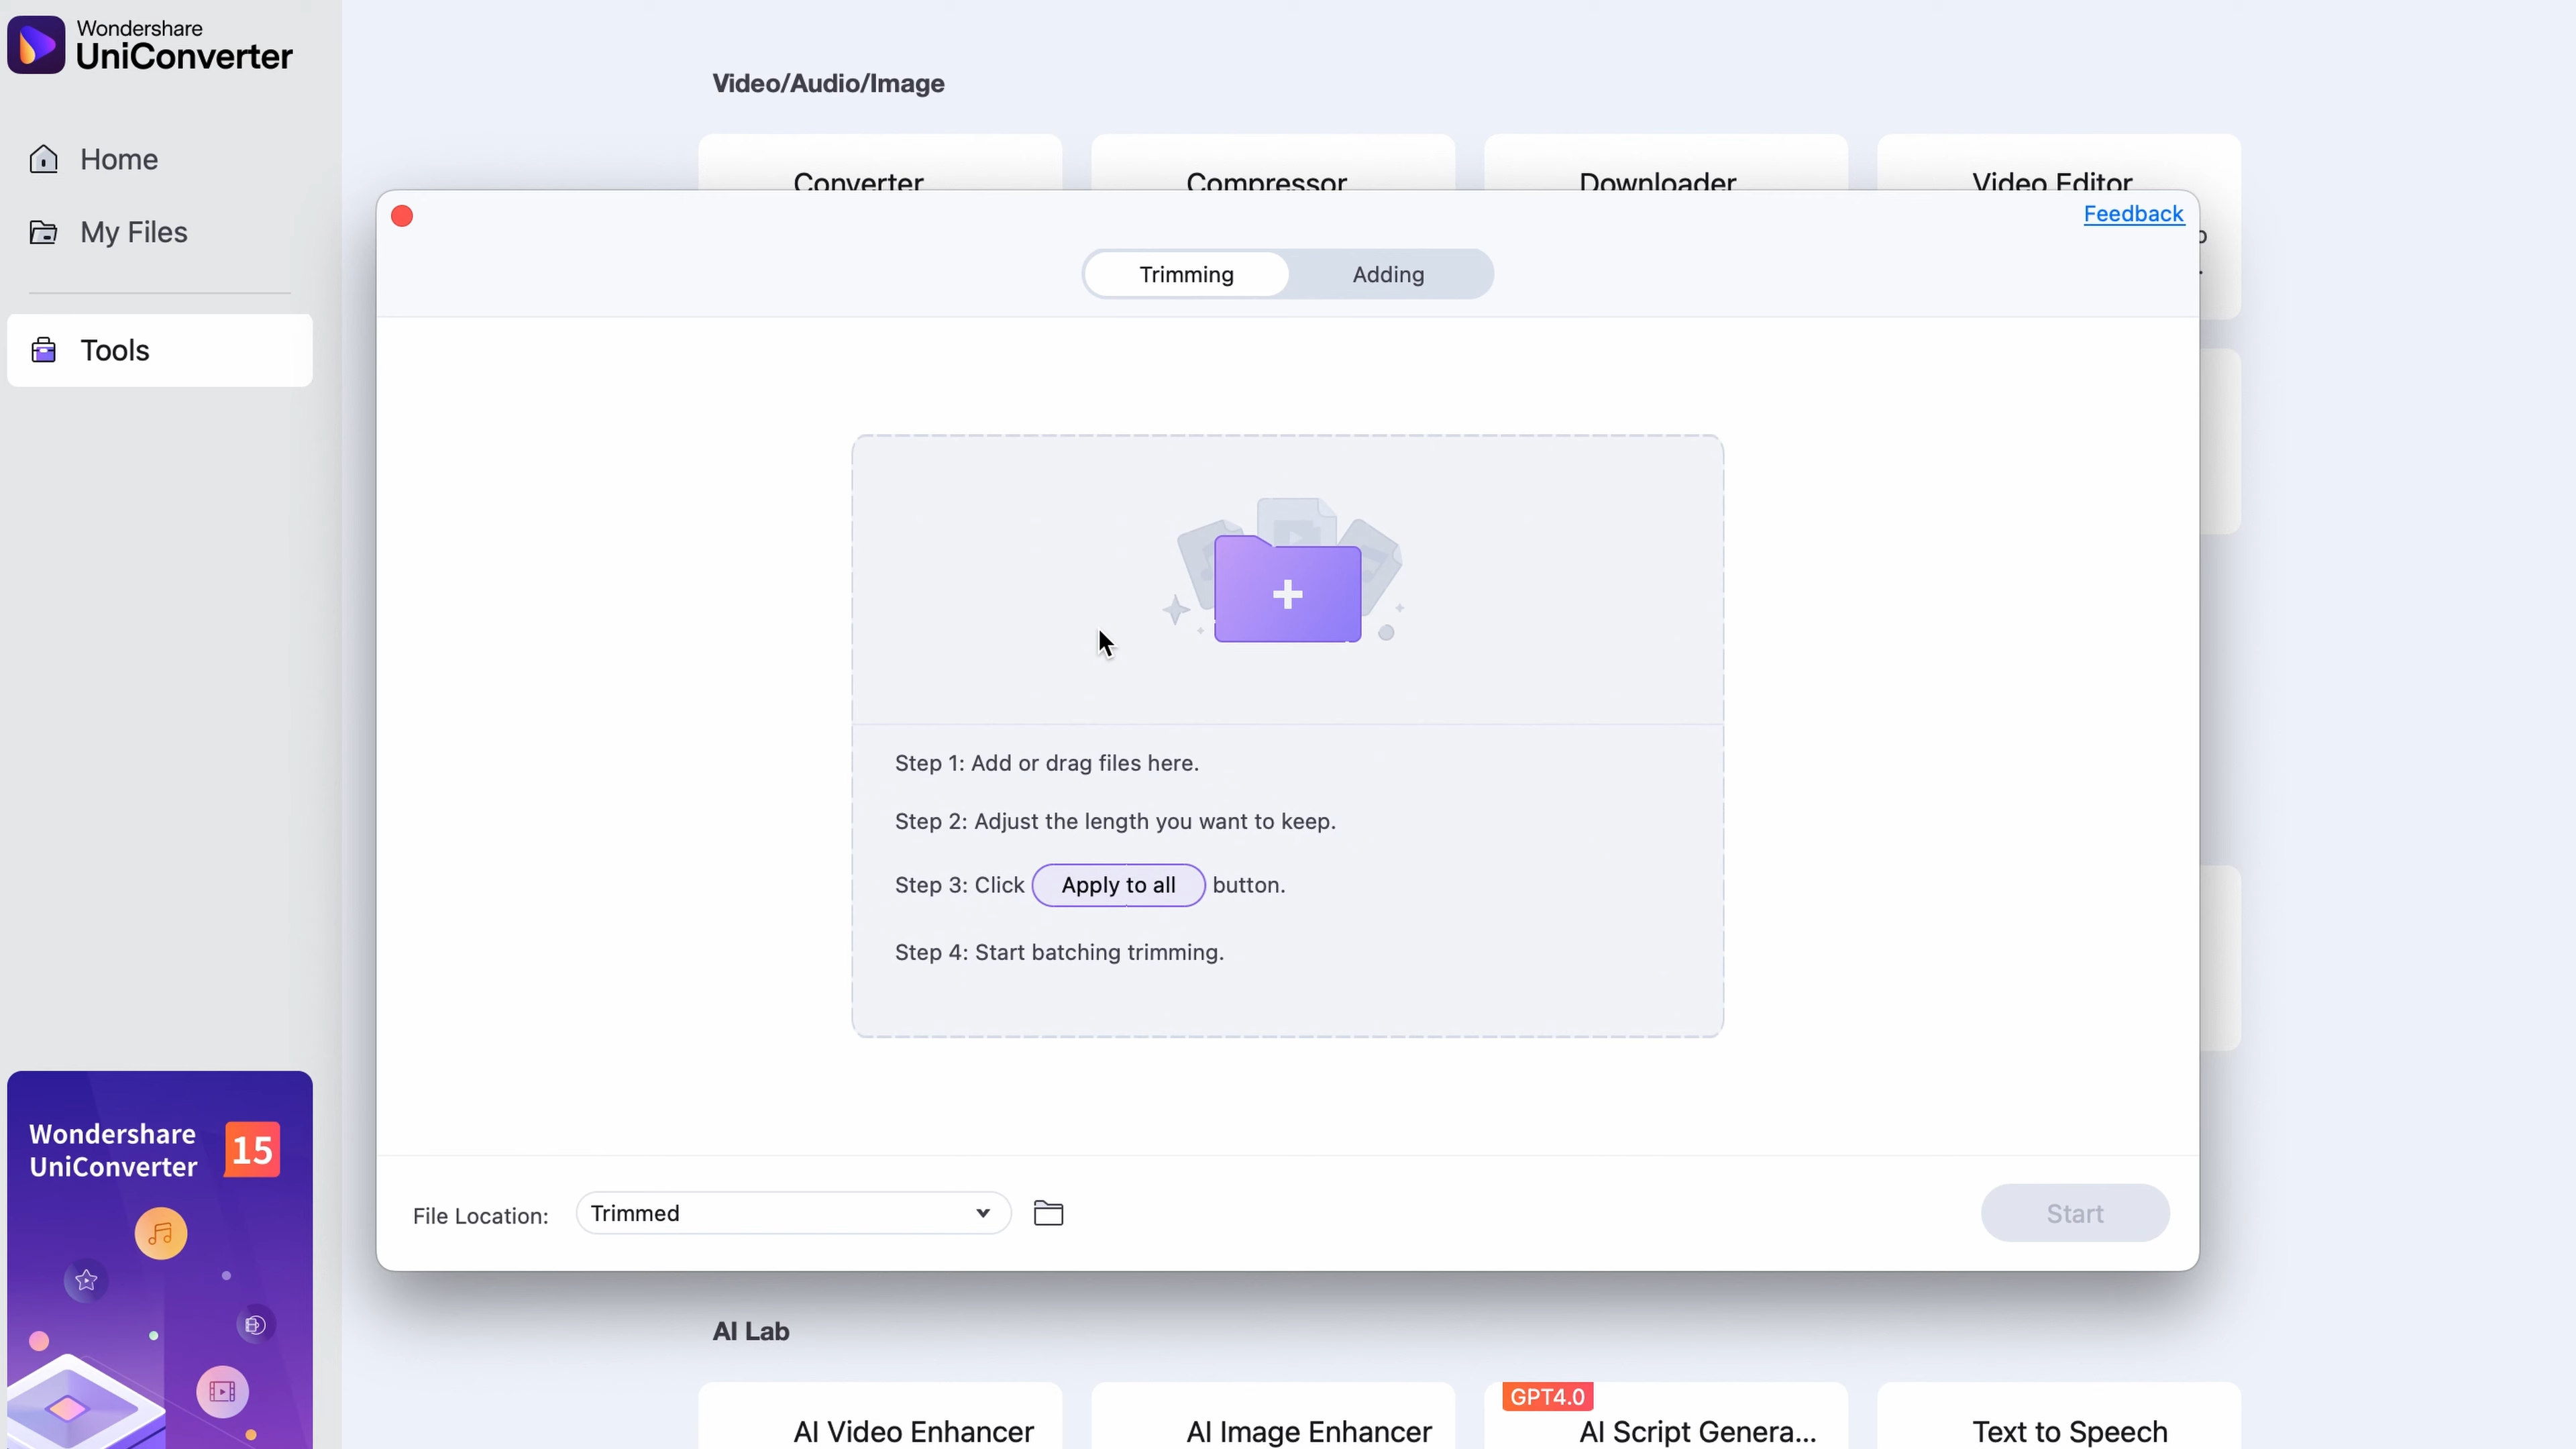 Wondershare
UniConverter
Home
My Files
Tools
Wondershare
UniConverter
15
Video/Audio/Image
Converter
Compressor
Downloader
Video Editor
Feedback
Trimming
Adding
Step 1: Add or drag files here.
Step 2: Adjust the length you want to keep.
Step 3: Click Apply to all button.
Step 4: Start batching trimming.
File Location:
Trimmed
Start
AI Lab
AI Video Enhancer
AI Image Enhancer
GPT4.0
AI Script Genera...
Text to Speech